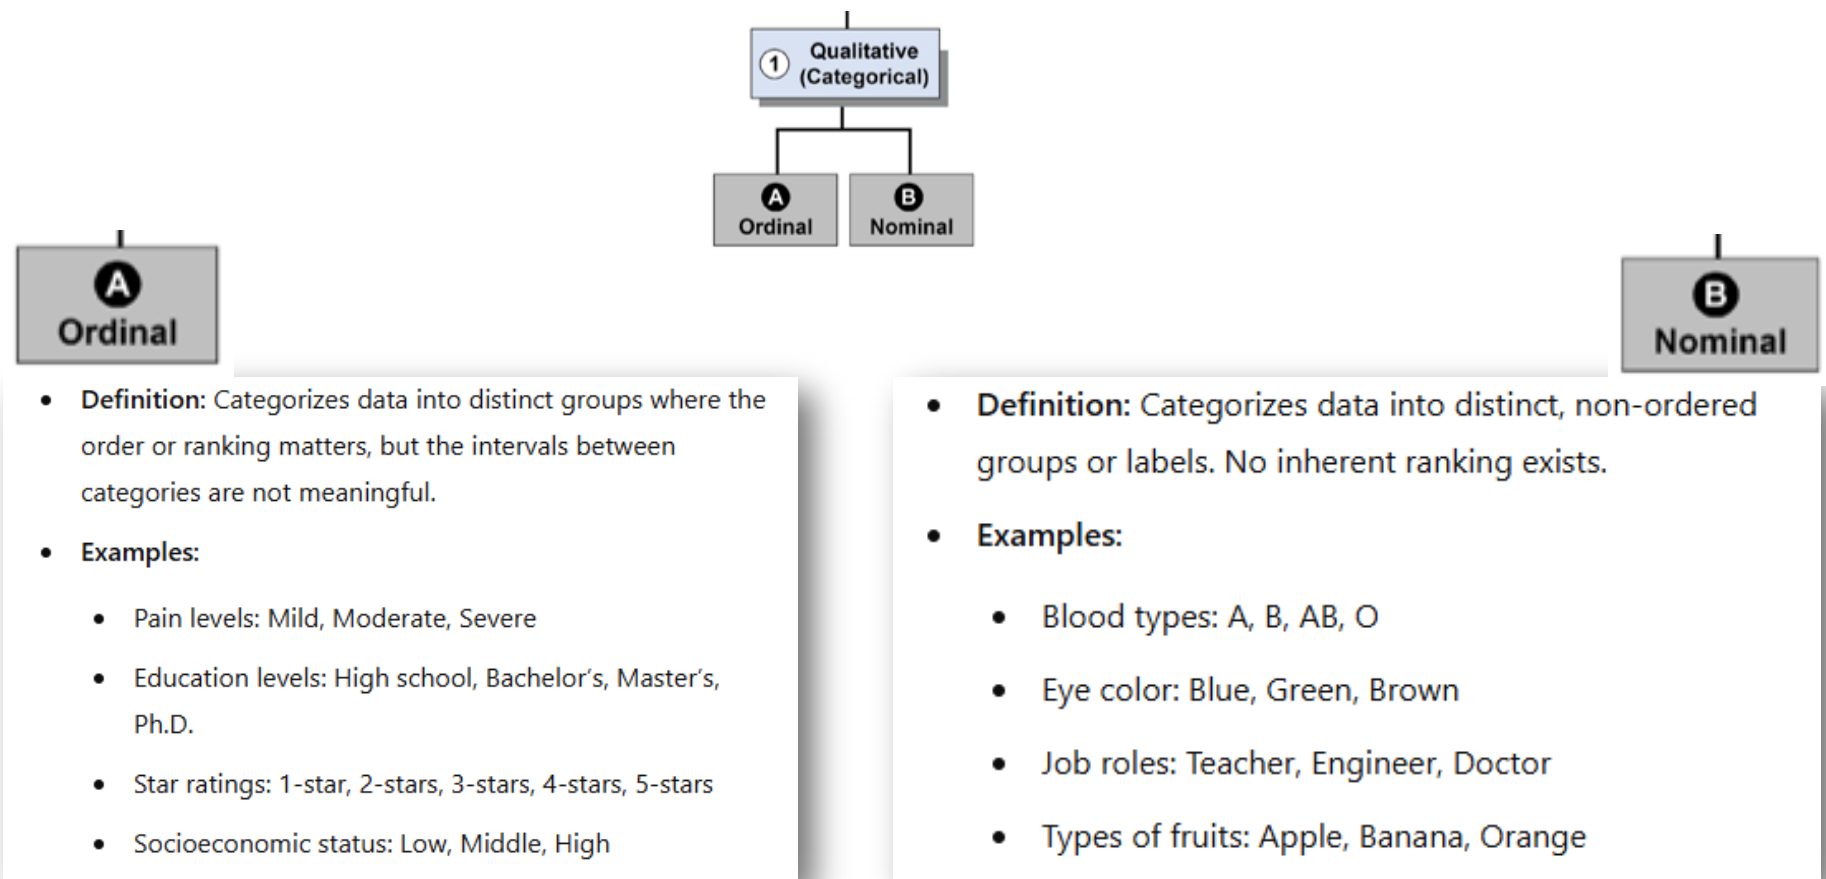 1 Qualitative
(Categorical)
A
Ordinal
B
Nominal
A
Ordinal
• Definition: Categorizes data into distinct groups where the
order or ranking matters, but the intervals between
categories are not meaningful.
• Examples:
• Pain levels: Mild, Moderate, Severe
• Education levels: High school, Bachelor’s, Master’s,
Ph.D.
• Star ratings: 1-star, 2-stars, 3-stars, 4-stars, 5-stars
• Socioeconomic status: Low, Middle, High
B
Nominal
• Definition: Categorizes data into distinct, non-ordered
groups or labels. No inherent ranking exists.
• Examples:
• Blood types: A, B, AB, O
• Eye color: Blue, Green, Brown
• Job roles: Teacher, Engineer, Doctor
• Types of fruits: Apple, Banana, Orange